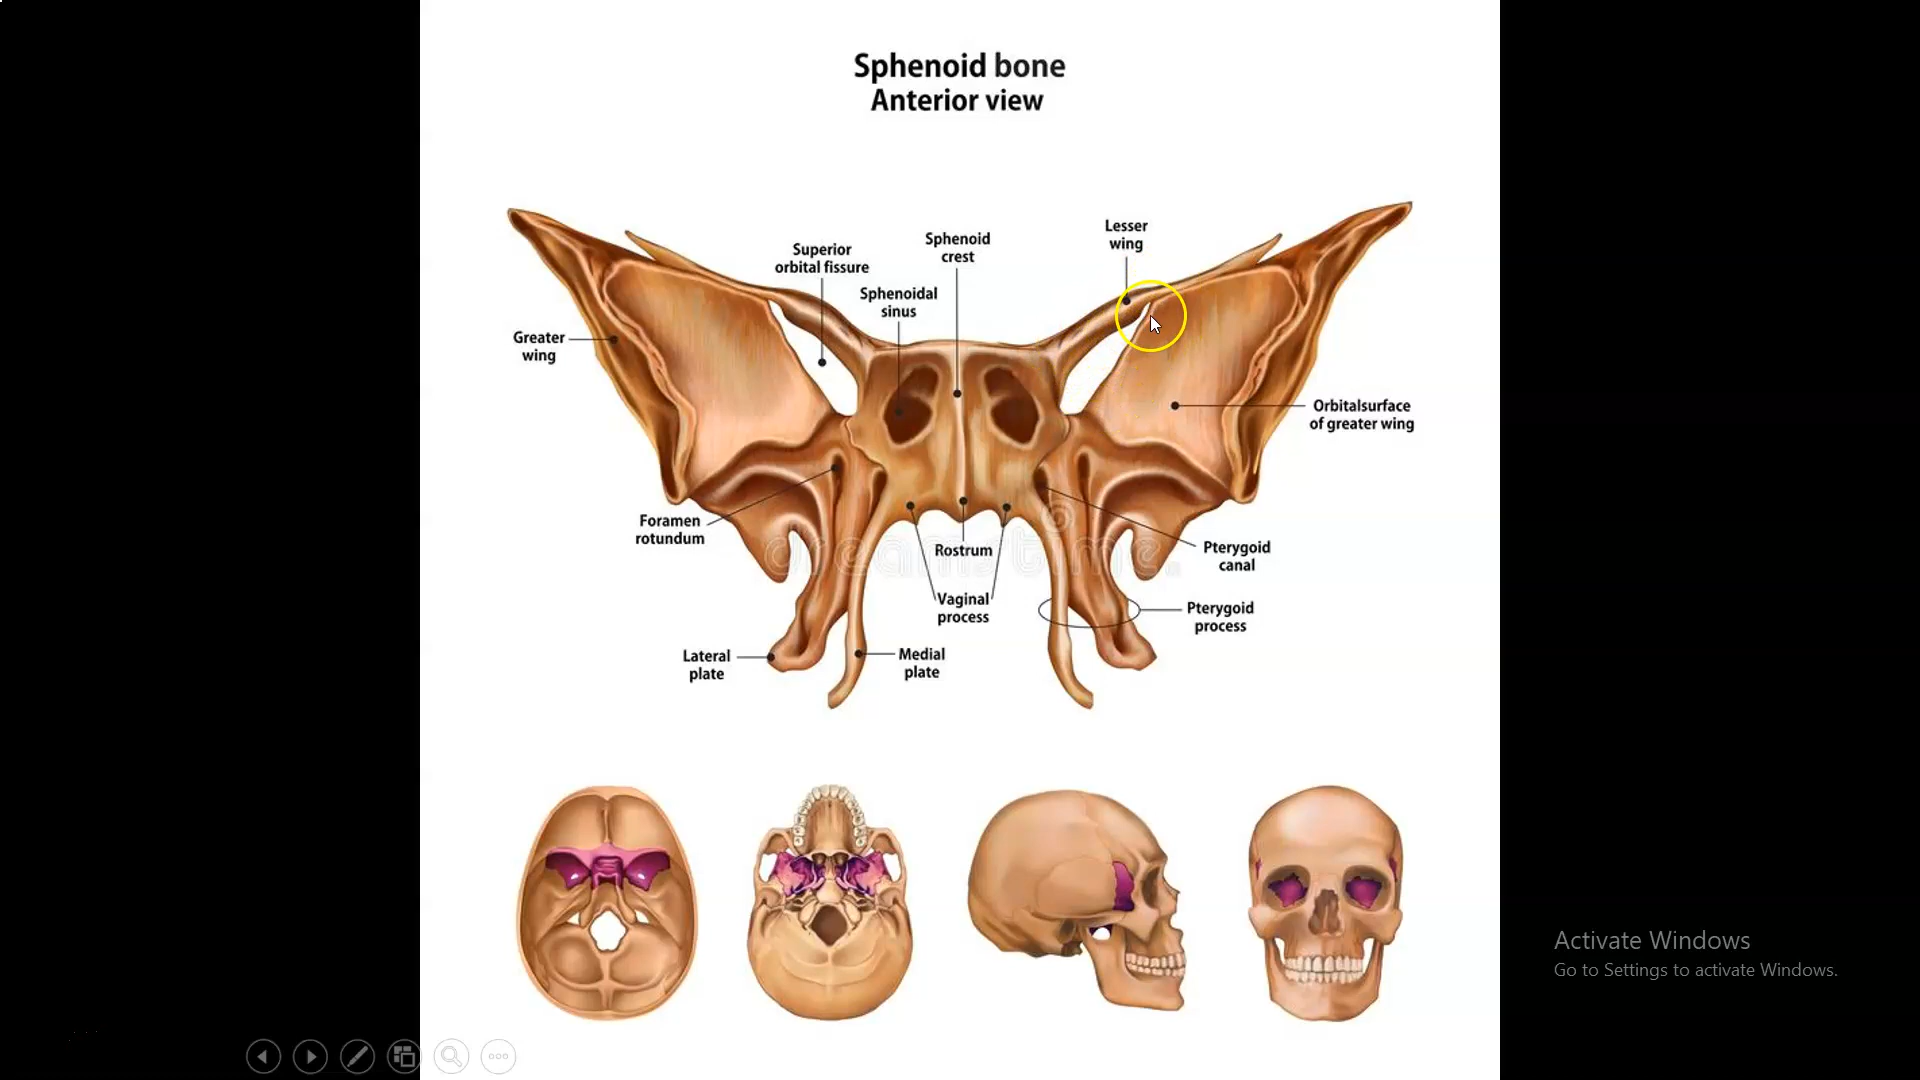 Sphenoid bone
Anterior view
Lesser
wing
Sphenoid
crest
Superior
orbital fissure
Sphenoidal
sinus
Greater
wing
Orbitalsurface
of greater wing
Foramen
rotundum
Rostrum
Pterygoid
canal
dreamstime.
Vaginal
process
Pterygoid
process
Lateral
plate
Medial
plate
Activate Windows
Go to Settings to activate Windows.